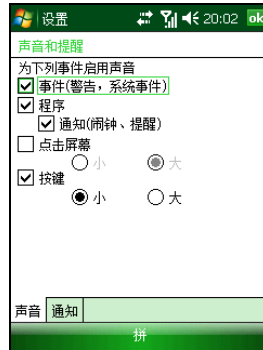 设置 20:02 ok
声音和提醒
为下列事件启用声音
事件(警告，系统事件)
程序
通知(闹钟、提醒)
点击屏幕
小 大
按键
小 大
声音 通知
拼